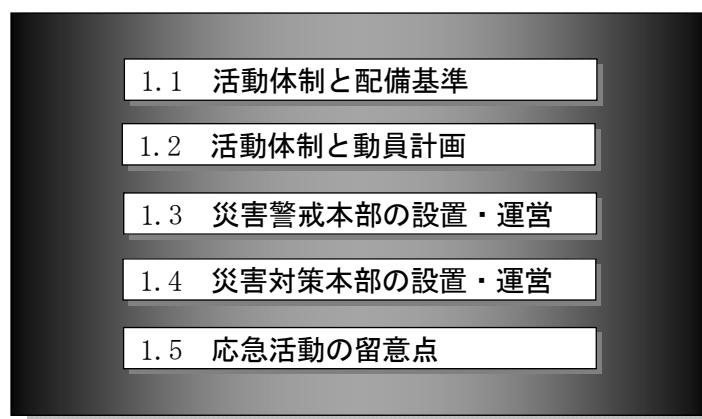 1.1 活動体制と配備基準
1.2 活動体制と動員計画
1.3 災害警戒本部の設置・運営
1.4 災害対策本部の設置・運営
1.5 応急活動の留意点